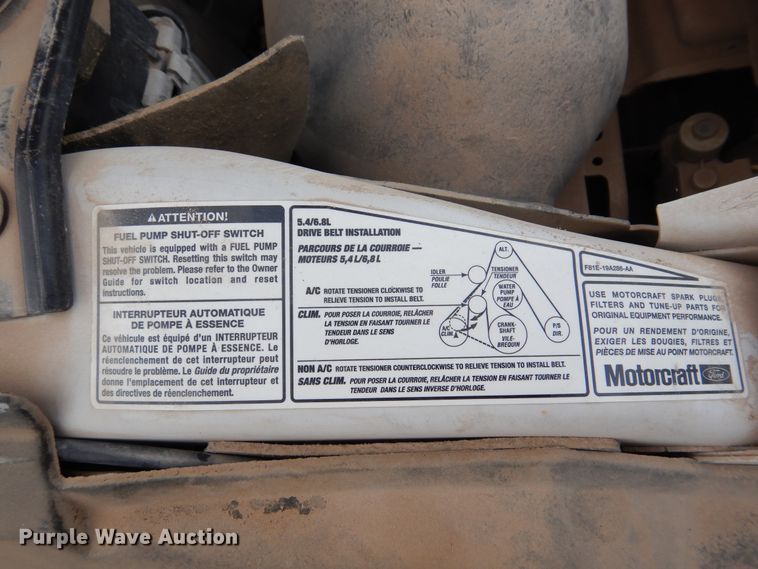 ⚠ATTENTION!
FUEL PUMP SHUT-OFF SWITCH
This vehicle is equipped with a FUEL PUMP
SHUT-OFF SWITCH. Resetting this switch may
resolve the problem. Please refer to the Owner
Guide for switch location and reset
instructions.
INTERRUPTEUR AUTOMATIQUE
DE POMPE À ESSENCE
Ce véhicule est équipé d'un INTERRUPTEUR
AUTOMATIQUE DE POMPE À ESSENCE. Le
réenclenchement de cet interrupteur peut
résoudre le problème. Le Guide du propriétaire
donne l'emplacement de cet interrupteur et
des directives de réenclenchement.
5.4/6.8L
DRIVE BELT INSTALLATION
PARCOURS DE LA COURROIE —
MOTEURS 5,4 L/6,8 L
A/C ROTATE TENSIONER CLOCKWISE TO
RELIEVE TENSION TO INSTALL BELT.
CLIM. POUR POSER LA COURROIE, RELÂCHER
LA TENSION EN FAISANT TOURNER LE
TENDEUR DANS LE SENS
D'HORLOGE.
ALT.
IDLER
POULIE
FOLLE
TENSIONER
TENDEUR
WATER
PUMP
POMPE À
EAU
A/C
CLIM
CRANK-
SHAFT
VILE-
BREQUIN
P/S
DIR.
NON A/C ROTATE TENSIONER COUNTERCLOCKWISE TO RELIEVE TENSION TO INSTALL BELT.
SANS CLIM. POUR POSER LA COURROIE, RELÂCHER LA TENSION EN FAISANT TOURNER LE
TENDEUR DANS LE SENS INVERSE D'HORLOGE.
F81E-19A286-AA
USE MOTORCRAFT SPARK PLUGS,
FILTERS AND TUNE-UP PARTS FOR
ORIGINAL EQUIPMENT PERFORMANCE.
POUR UN RENDEMENT D'ORIGINE,
EXIGER LES BOUGIES, FILTRES ET
PIÈCES DE MISE AU POINT MOTORCRAFT.
Motorcraft Ford
Purple Wave Auction